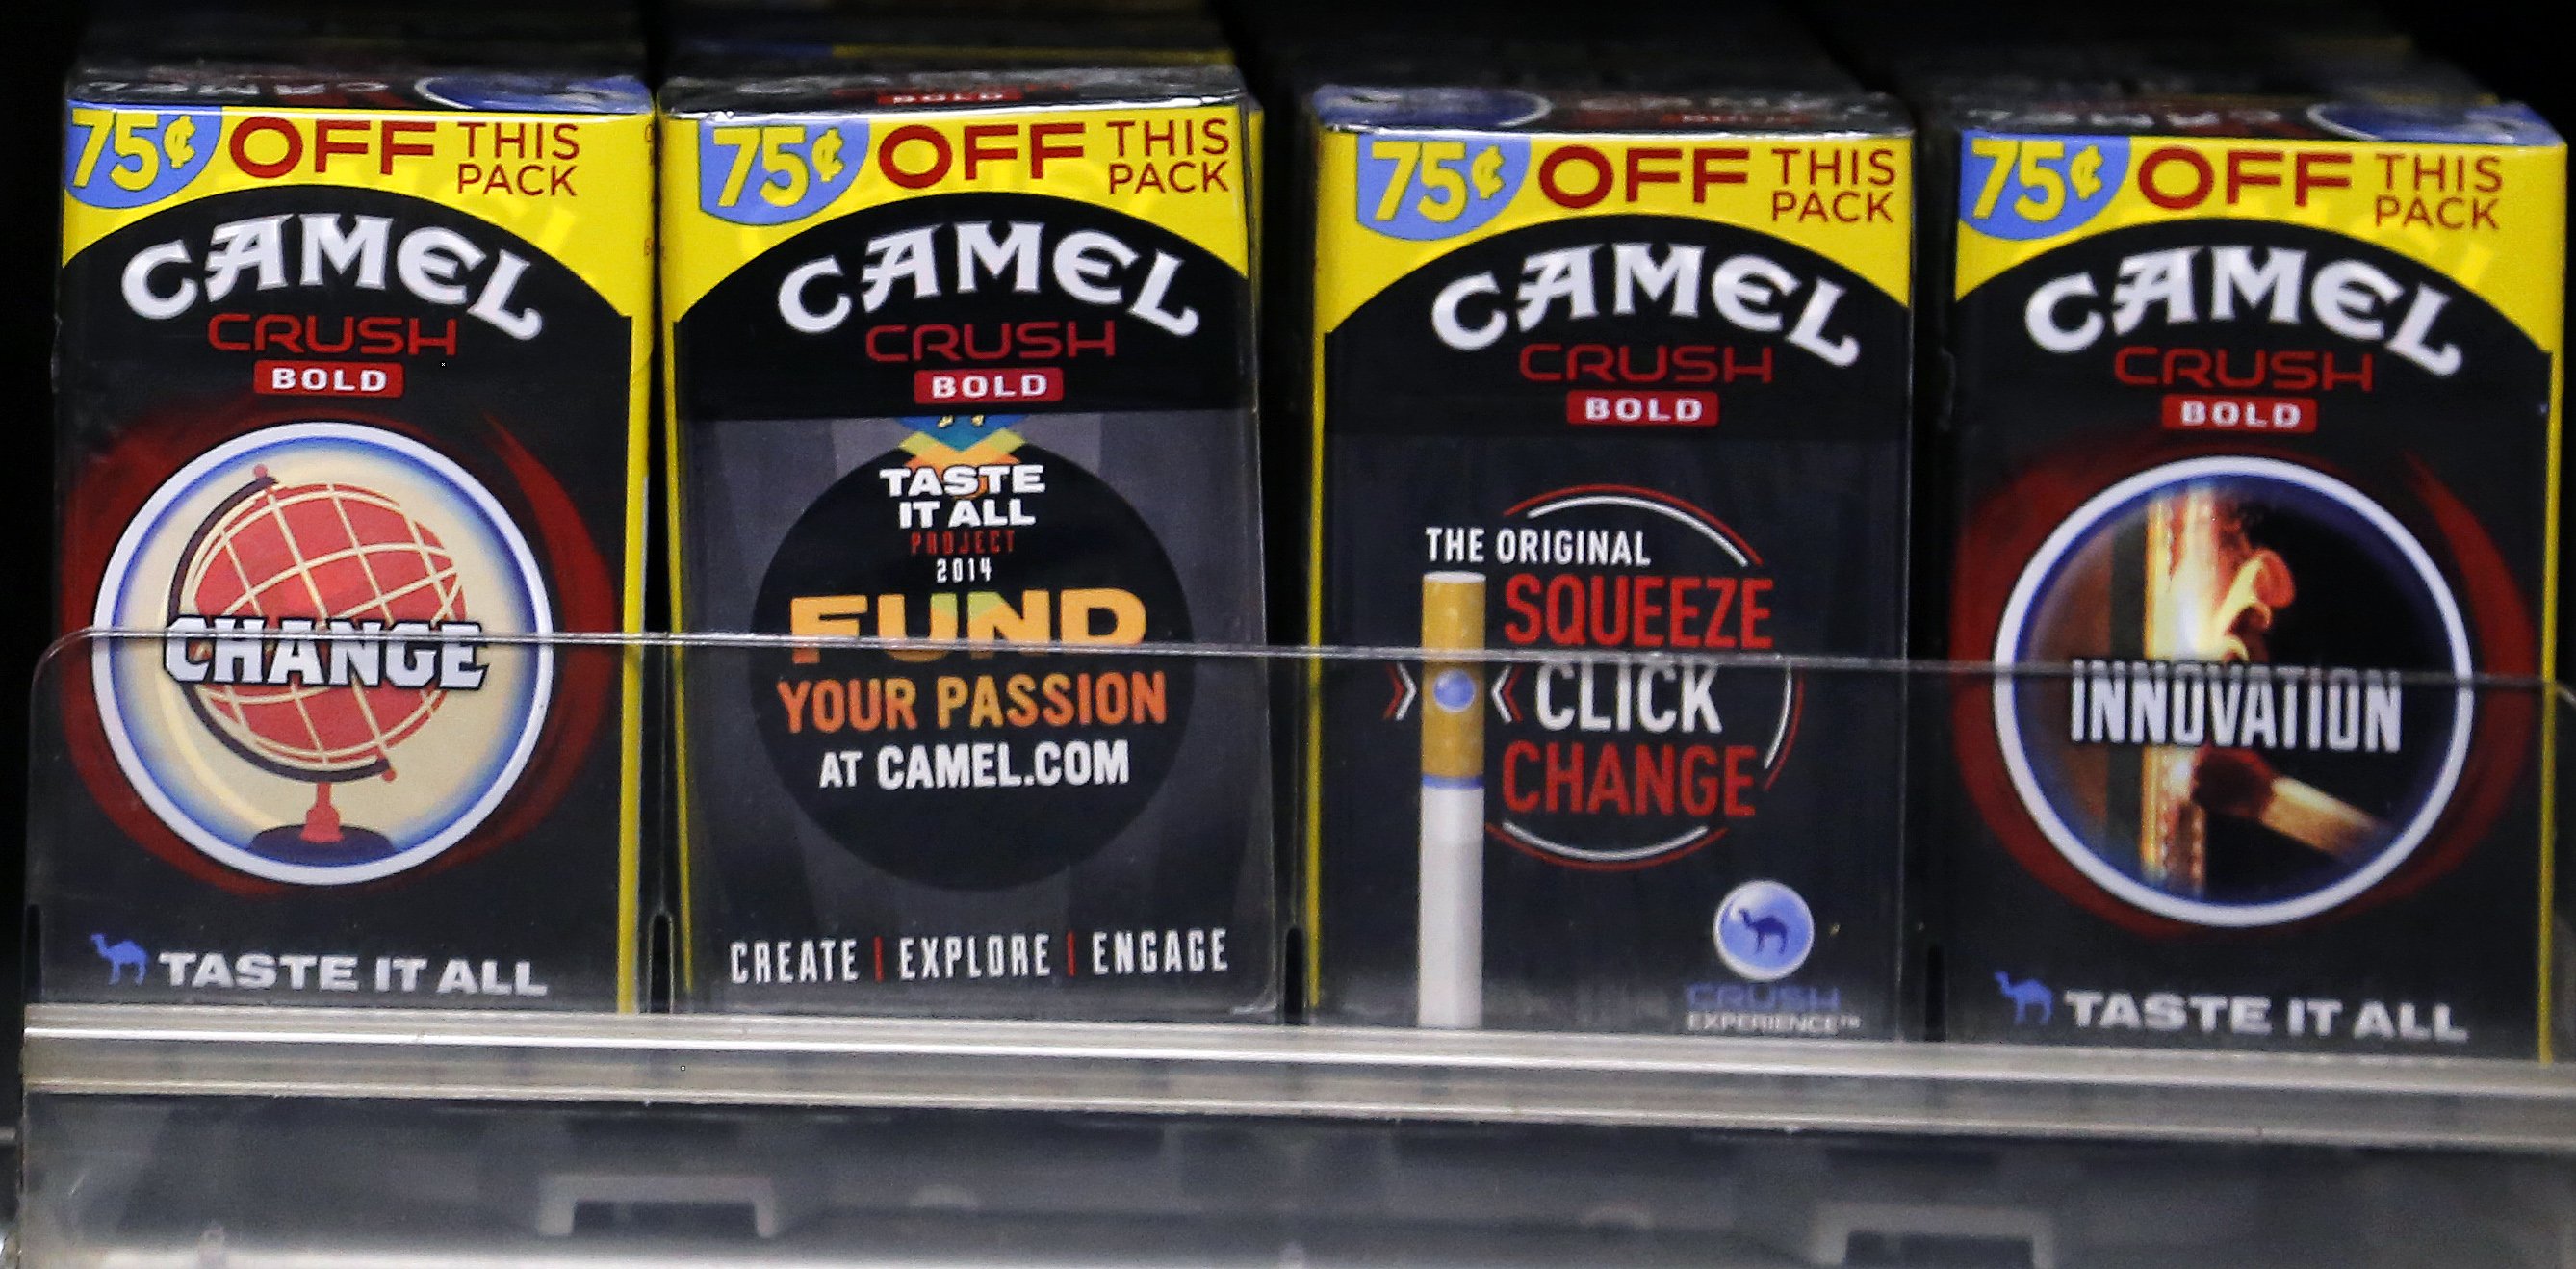 75¢ OFF THIS PACK
CAMEL
CRUSH
BOLD
CHANGE
TASTE IT ALL
BOLD
75¢ OFF THIS PACK
CAMEL
CRUSH
BOLD
TASTE
IT ALL
PROJECT
2014
FUND
YOUR PASSION
AT CAMEL.COM
CREATE | EXPLORE | ENGAGE
75¢ OFF THIS PACK
CAMEL
CRUSH
BOLD
THE ORIGINAL
SQUEEZE
CLICK
CHANGE
CRUSH
EXPERIENCE™
75¢ OFF THIS PACK
CAMEL
CRUSH
BOLD
INNOVATION
TASTE IT ALL